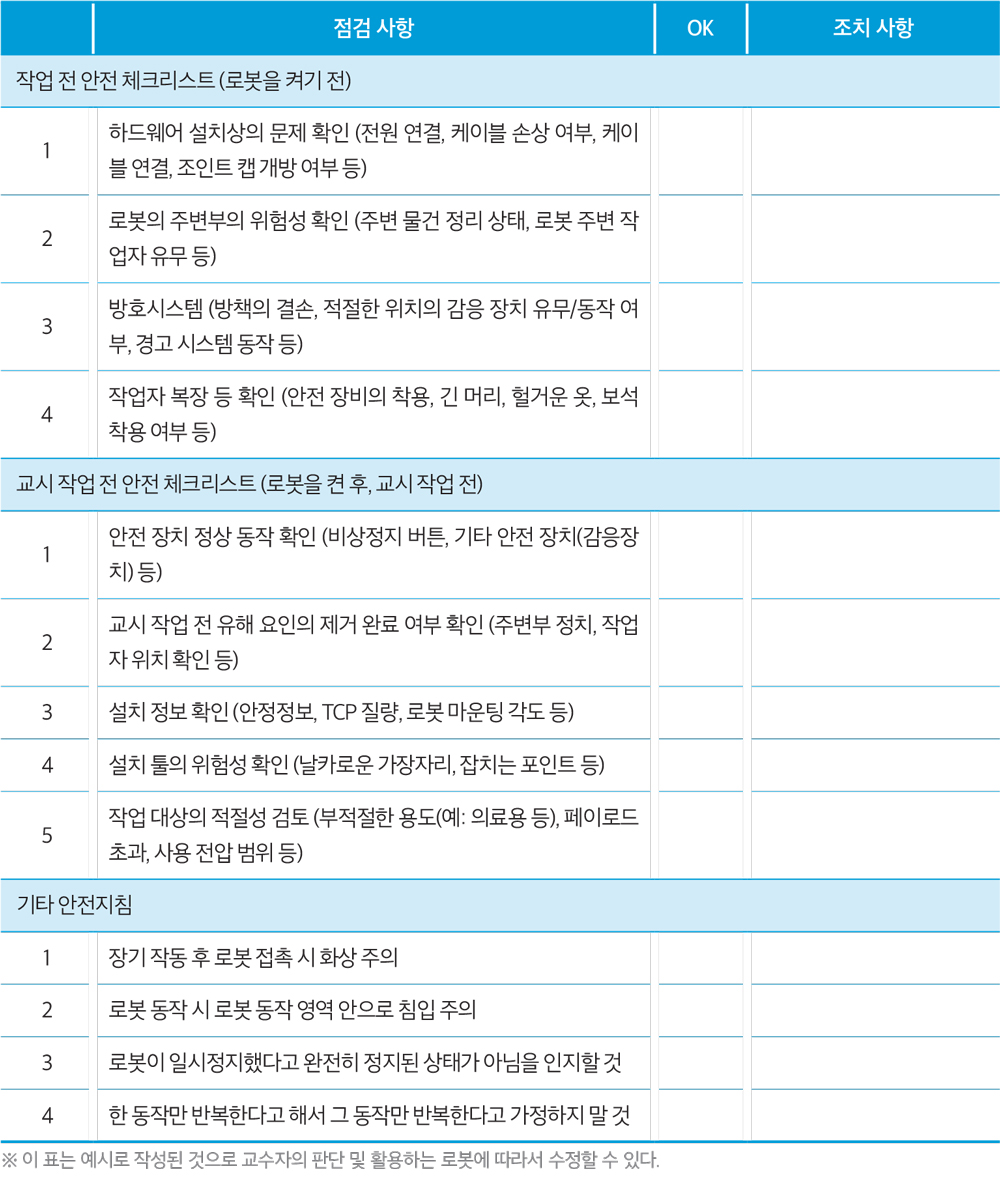 점검 사항 OK 조치 사항
작업 전 안전 체크리스트 (로봇을 켜기 전)
1 하드웨어 설치상의 문제 확인 (전원 연결, 케이블 손상 여부, 케이
블 연결, 조인트 캡 개방 여부 등)
2 로봇의 주변부의 위험성 확인 (주변 물건 정리 상태, 로봇 주변 작
업자 유무 등)
3 방호시스템 (방책의 결손, 적절한 위치의 감응 장치 유무/동작 여
부, 경고 시스템 동작 등)
4 작업자 복장 등 확인 (안전 장비의 착용, 긴 머리, 헐거운 옷, 보석
착용 여부 등)
교시 작업 전 안전 체크리스트 (로봇을 켠 후, 교시 작업 전)
1 안전 장치 정상 동작 확인 (비상정지 버튼, 기타 안전 장치(감응장
치) 등)
2 교시 작업 전 유해 요인의 제거 완료 여부 확인 (주변부 정치, 작업
자 위치 확인 등)
3 설치 정보 확인 (안정정보, TCP 질량, 로봇 마운팅 각도 등)
4 설치 툴의 위험성 확인 (날카로운 가장자리, 잡치는 포인트 등)
5 작업 대상의 적절성 검토 (부적절한 용도(예: 의료용 등), 페이로드
초과, 사용 전압 범위 등)
기타 안전지침
1 장기 작동 후 로봇 접촉 시 화상 주의
2 로봇 동작 시 로봇 동작 영역 안으로 침입 주의
3 로봇이 일시정지했다고 완전히 정지된 상태가 아님을 인지할 것
4 한 동작만 반복한다고 해서 그 동작만 반복한다고 가정하지 말 것
※ 이 표는 예시로 작성된 것으로 교수자의 판단 및 활용하는 로봇에 따라서 수정할 수 있다.